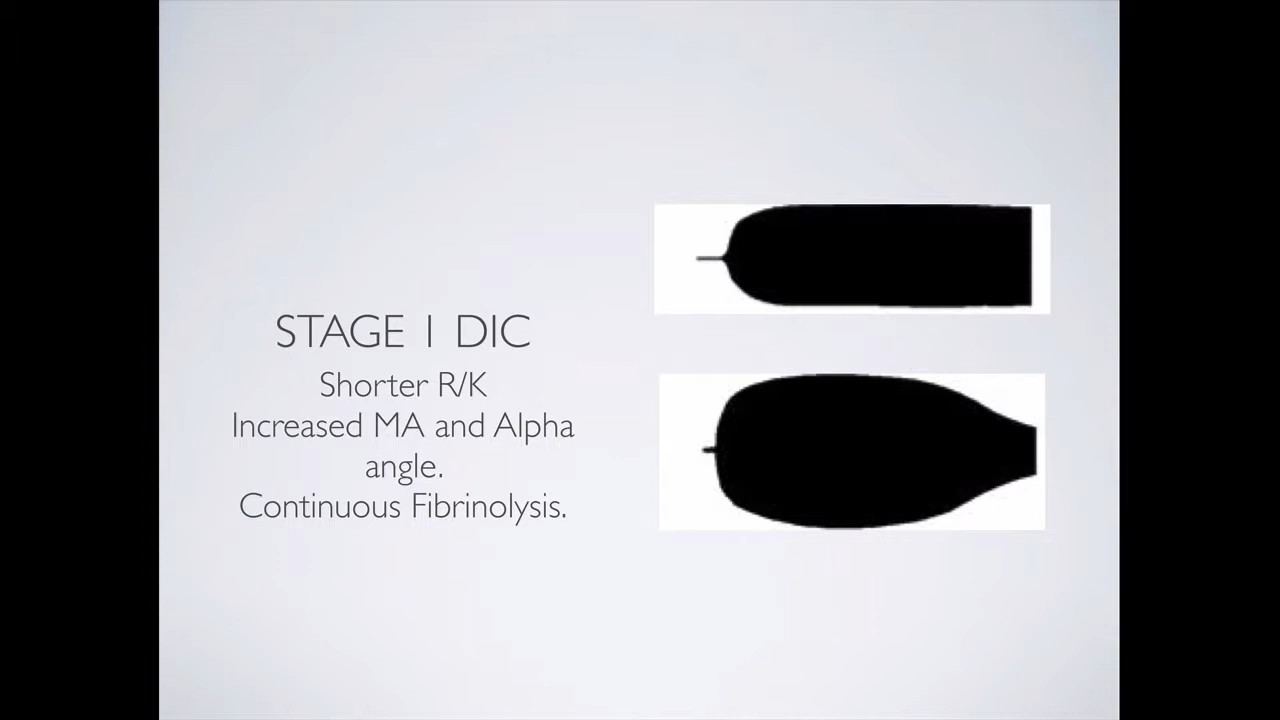 STAGE 1 DIC
Shorter R/K
Increased MA and Alpha
angle.
Continuous Fibrinolysis.